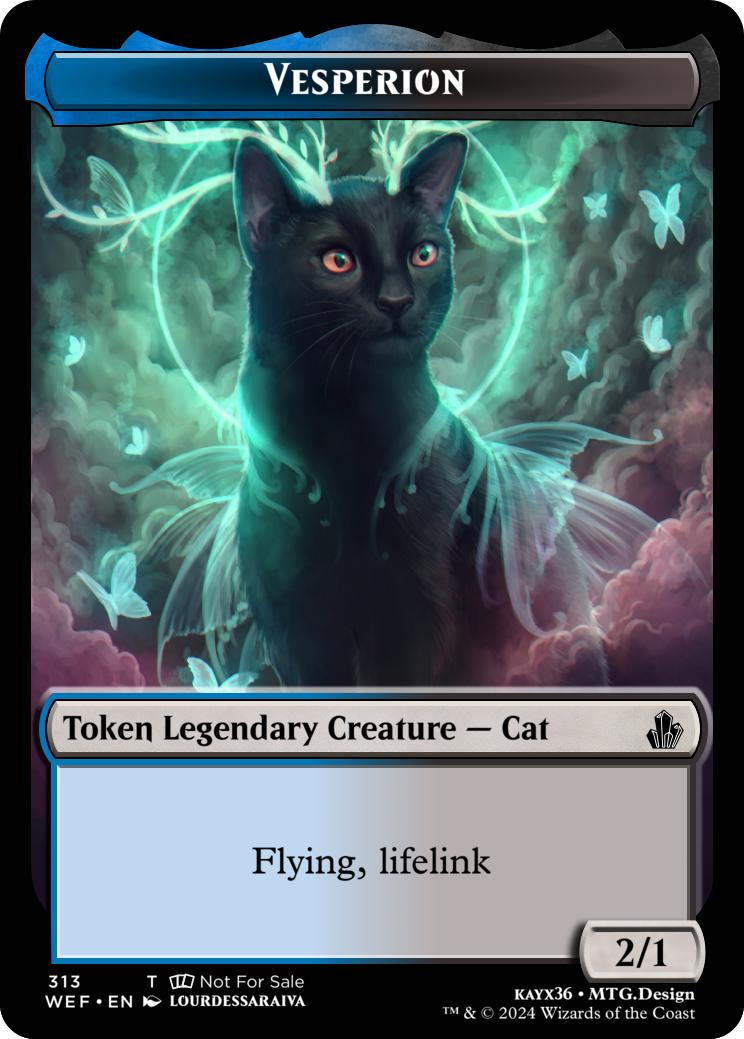 Vesperion
Token Legendary Creature — Cat
Flying, lifelink
2/1
313 T Not For Sale
WEF • EN LOURDESSARAIVA
KAYX36 • MTG.Design
™ & © 2024 Wizards of the Coast